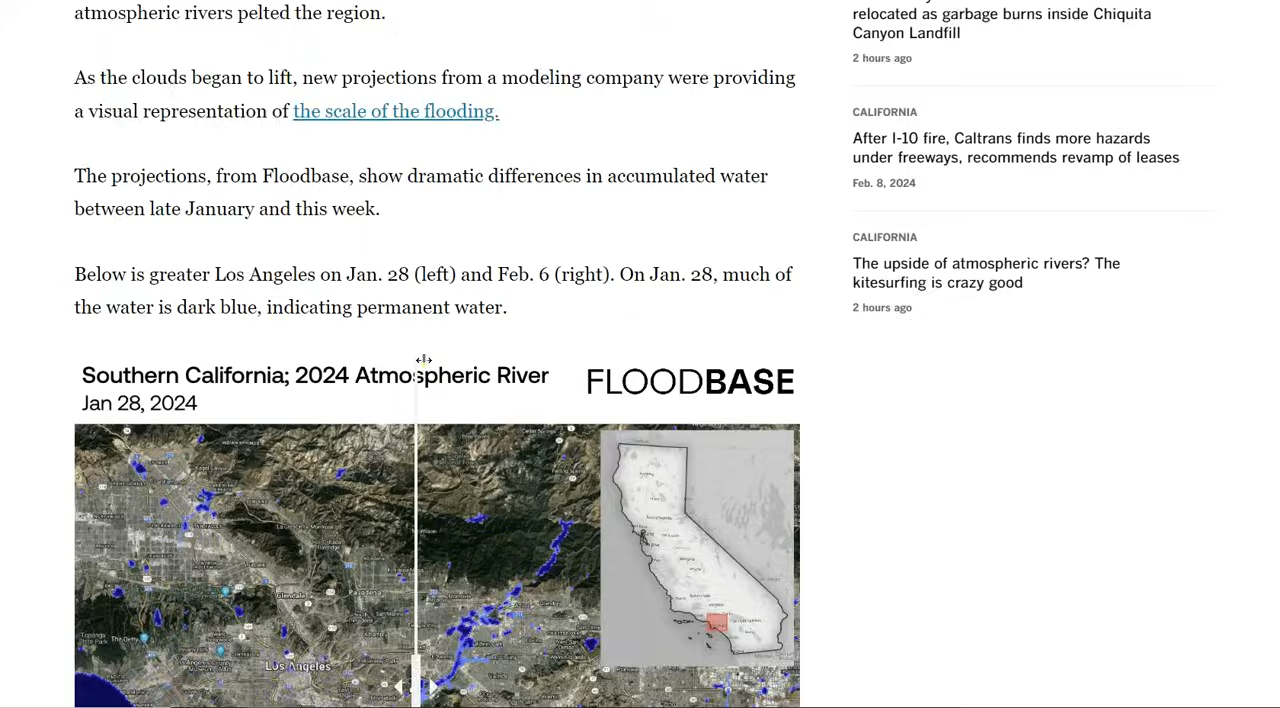 atmospheric rivers pelted the region.
As the clouds began to lift, new projections from a modeling company were providing
a visual representation of the scale of the flooding.
The projections, from Floodbase, show dramatic differences in accumulated water
between late January and this week.
Below is greater Los Angeles on Jan. 28 (left) and Feb. 6 (right). On Jan. 28, much of
the water is dark blue, indicating permanent water.
Southern California; 2024 Atmospheric River
Jan 28, 2024
FLOODBASE
Glendale
Pasadena
Los Angeles
relocated as garbage burns inside Chiquita
Canyon Landfill
2 hours ago
CALIFORNIA
After I-10 fire, Caltrans finds more hazards
under freeways, recommends revamp of leases
Feb. 8, 2024
CALIFORNIA
The upside of atmospheric rivers? The
kitesurfing is crazy good
2 hours ago